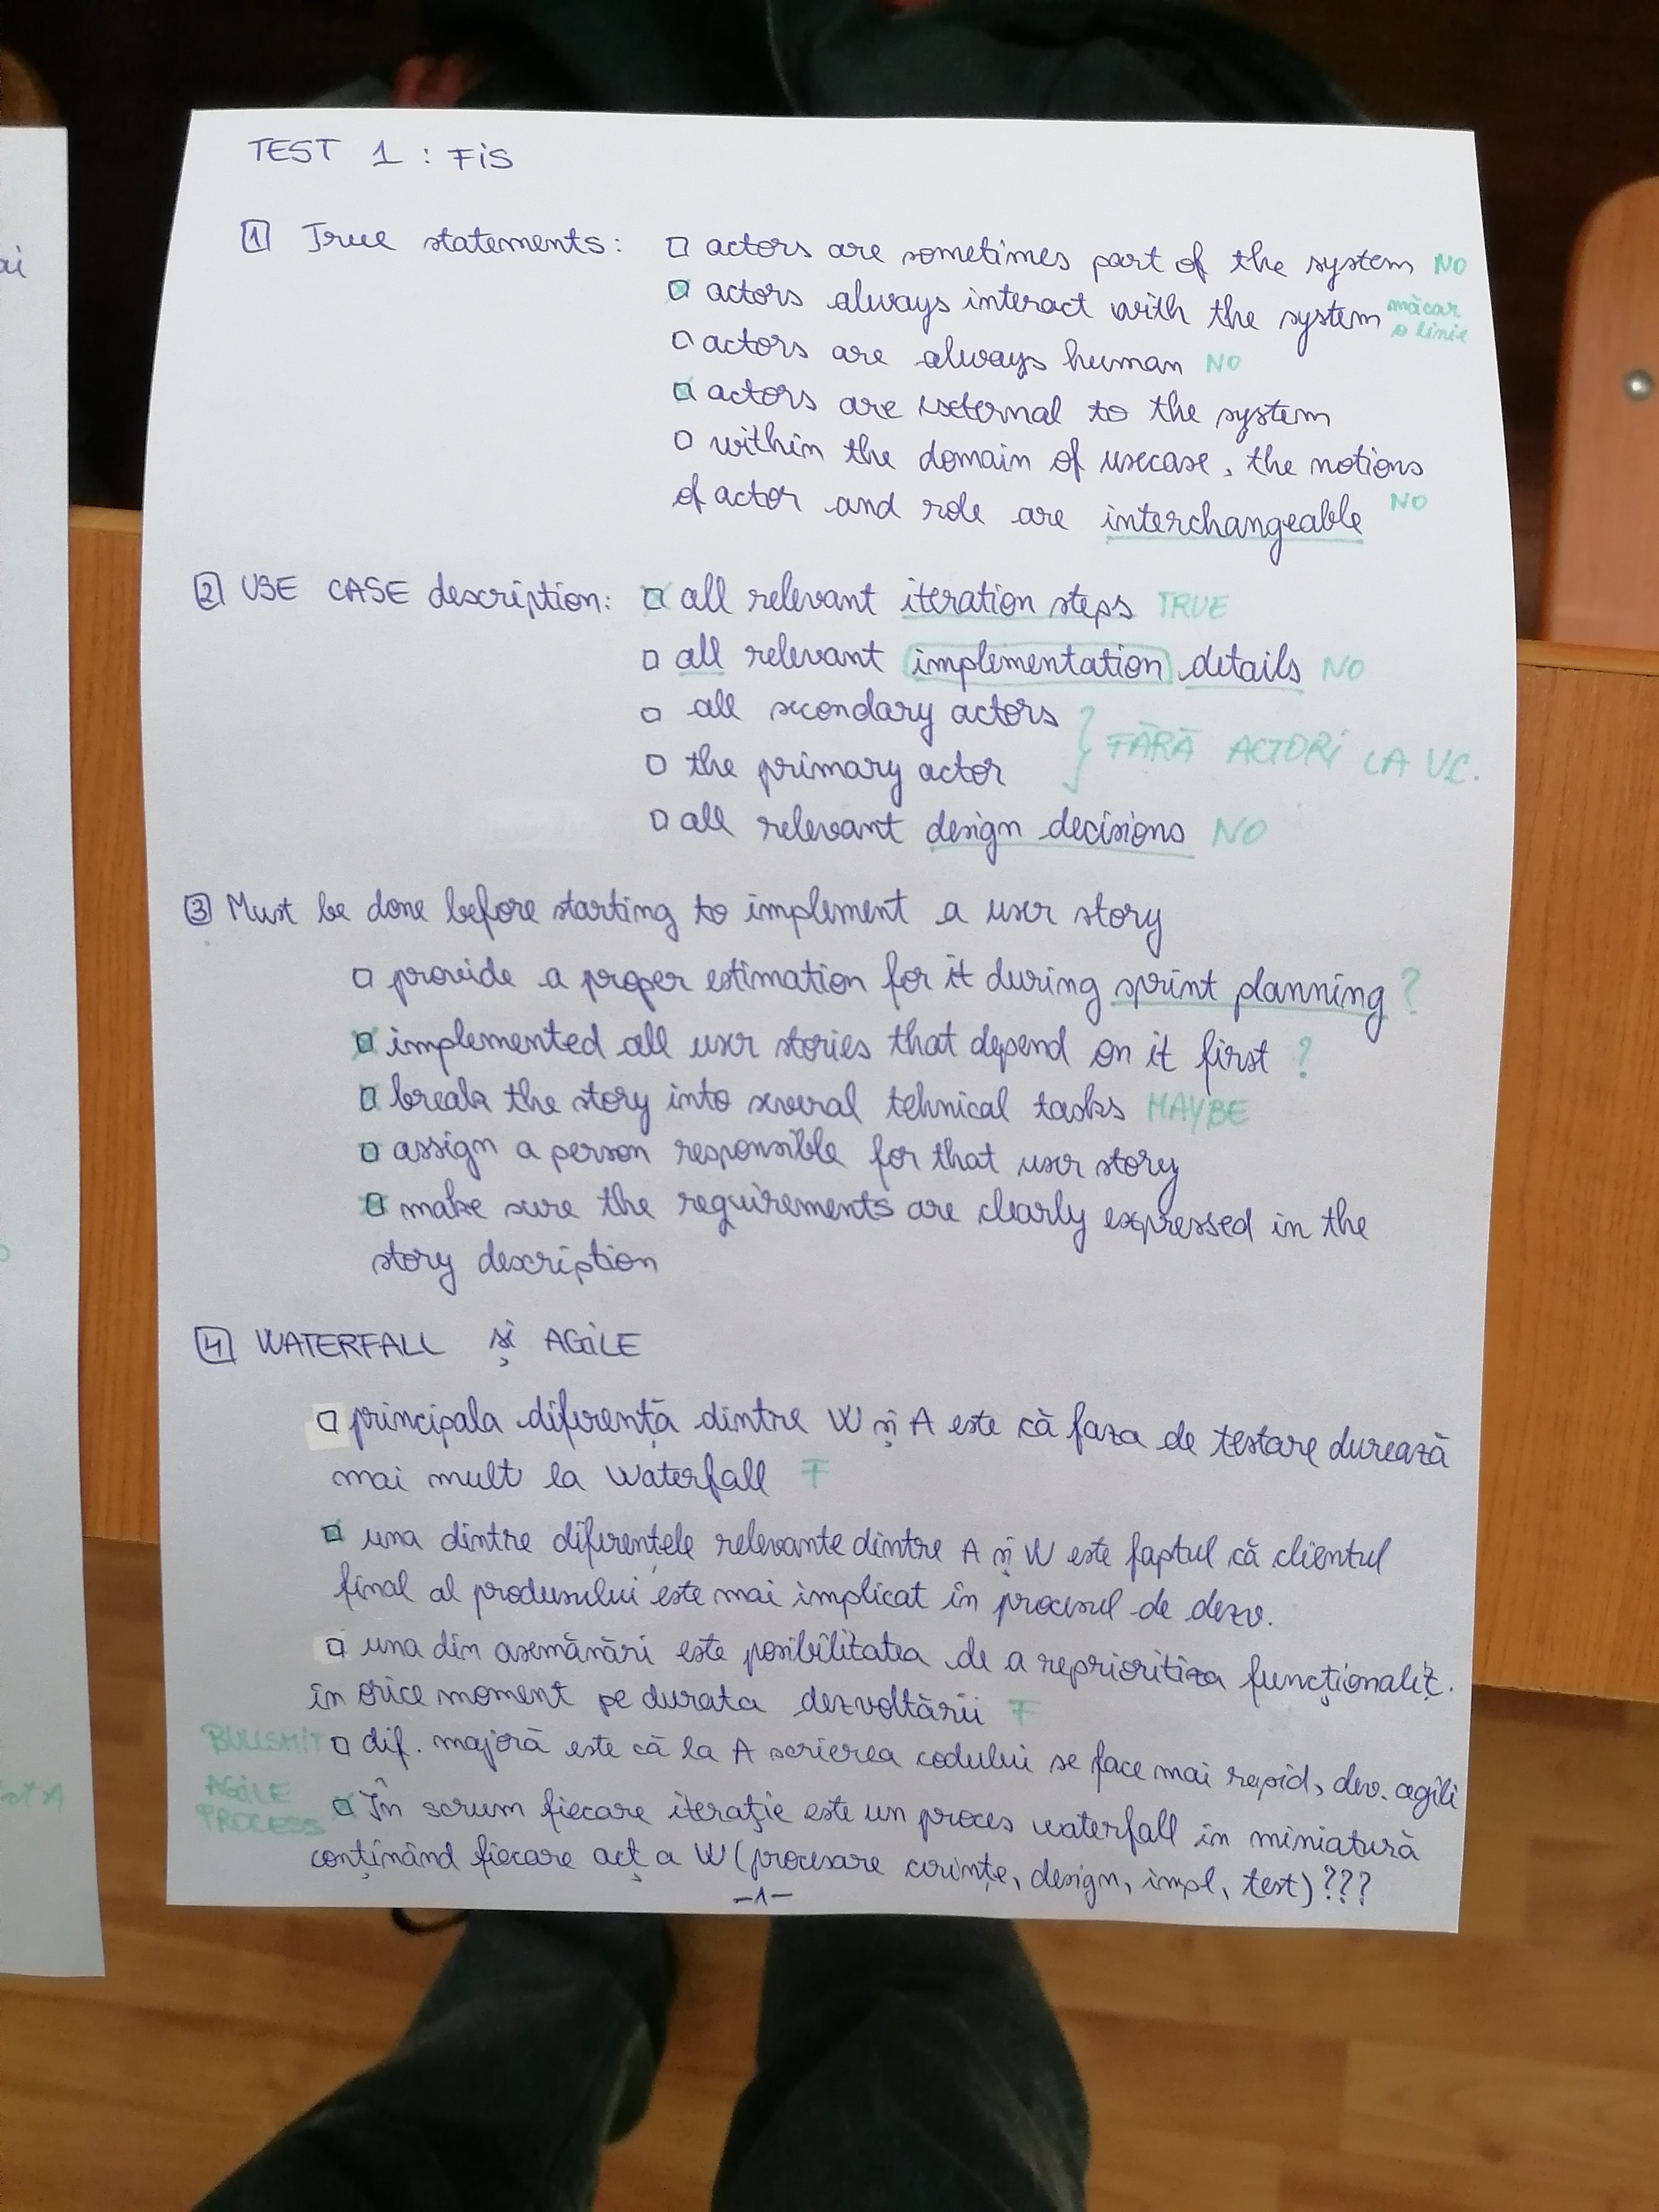 TEST 1 : FiS
1 True statements: □ actors are sometimes part of the system NO
□ actors always interact with the system măcar
o linie
□ actors are always human NO
□ actors are external to the system
□ within the domain of usecase, the notions
of actor and role are interchangeable NO
2 USE CASE description: □ all relevant iteration steps TRUE
□ all relevant implementation details NO
□ all secondary actors
□ the primary actor } FĂRĂ ACTORI LA UC.
□ all relevant design decisions NO
3 Must be done before starting to implement a user story
□ provide a proper estimation for it during sprint planning ?
□ implemented all user stories that depend on it first ?
□ break the story into several tehnical tasks MAYBE
□ assign a person responsible for that user story
□ make sure the requirements are clearly expressed in the
story description
4 WATERFALL și AGiLE
□ principala diferență dintre W și A este că faza de testare durează
mai mult la Waterfall F
□ una dintre diferențele relevante dintre A și W este faptul că clientul
final al produsului este mai implicat în procesul de dezv.
□ una din asemănări este posibilitatea de a reprioritiza funcționalit.
în orice moment pe durata dezvoltării F
BULLSHIT □ dif. majoră este că la A scrierea codului se face mai rapid, dev. agili
AGiLE
PROCESS □ În scrum fiecare iterație este un proces waterfall în miniatură
conținând fiecare act a W (procesare cerințe, design, impl, test) ???
-1-